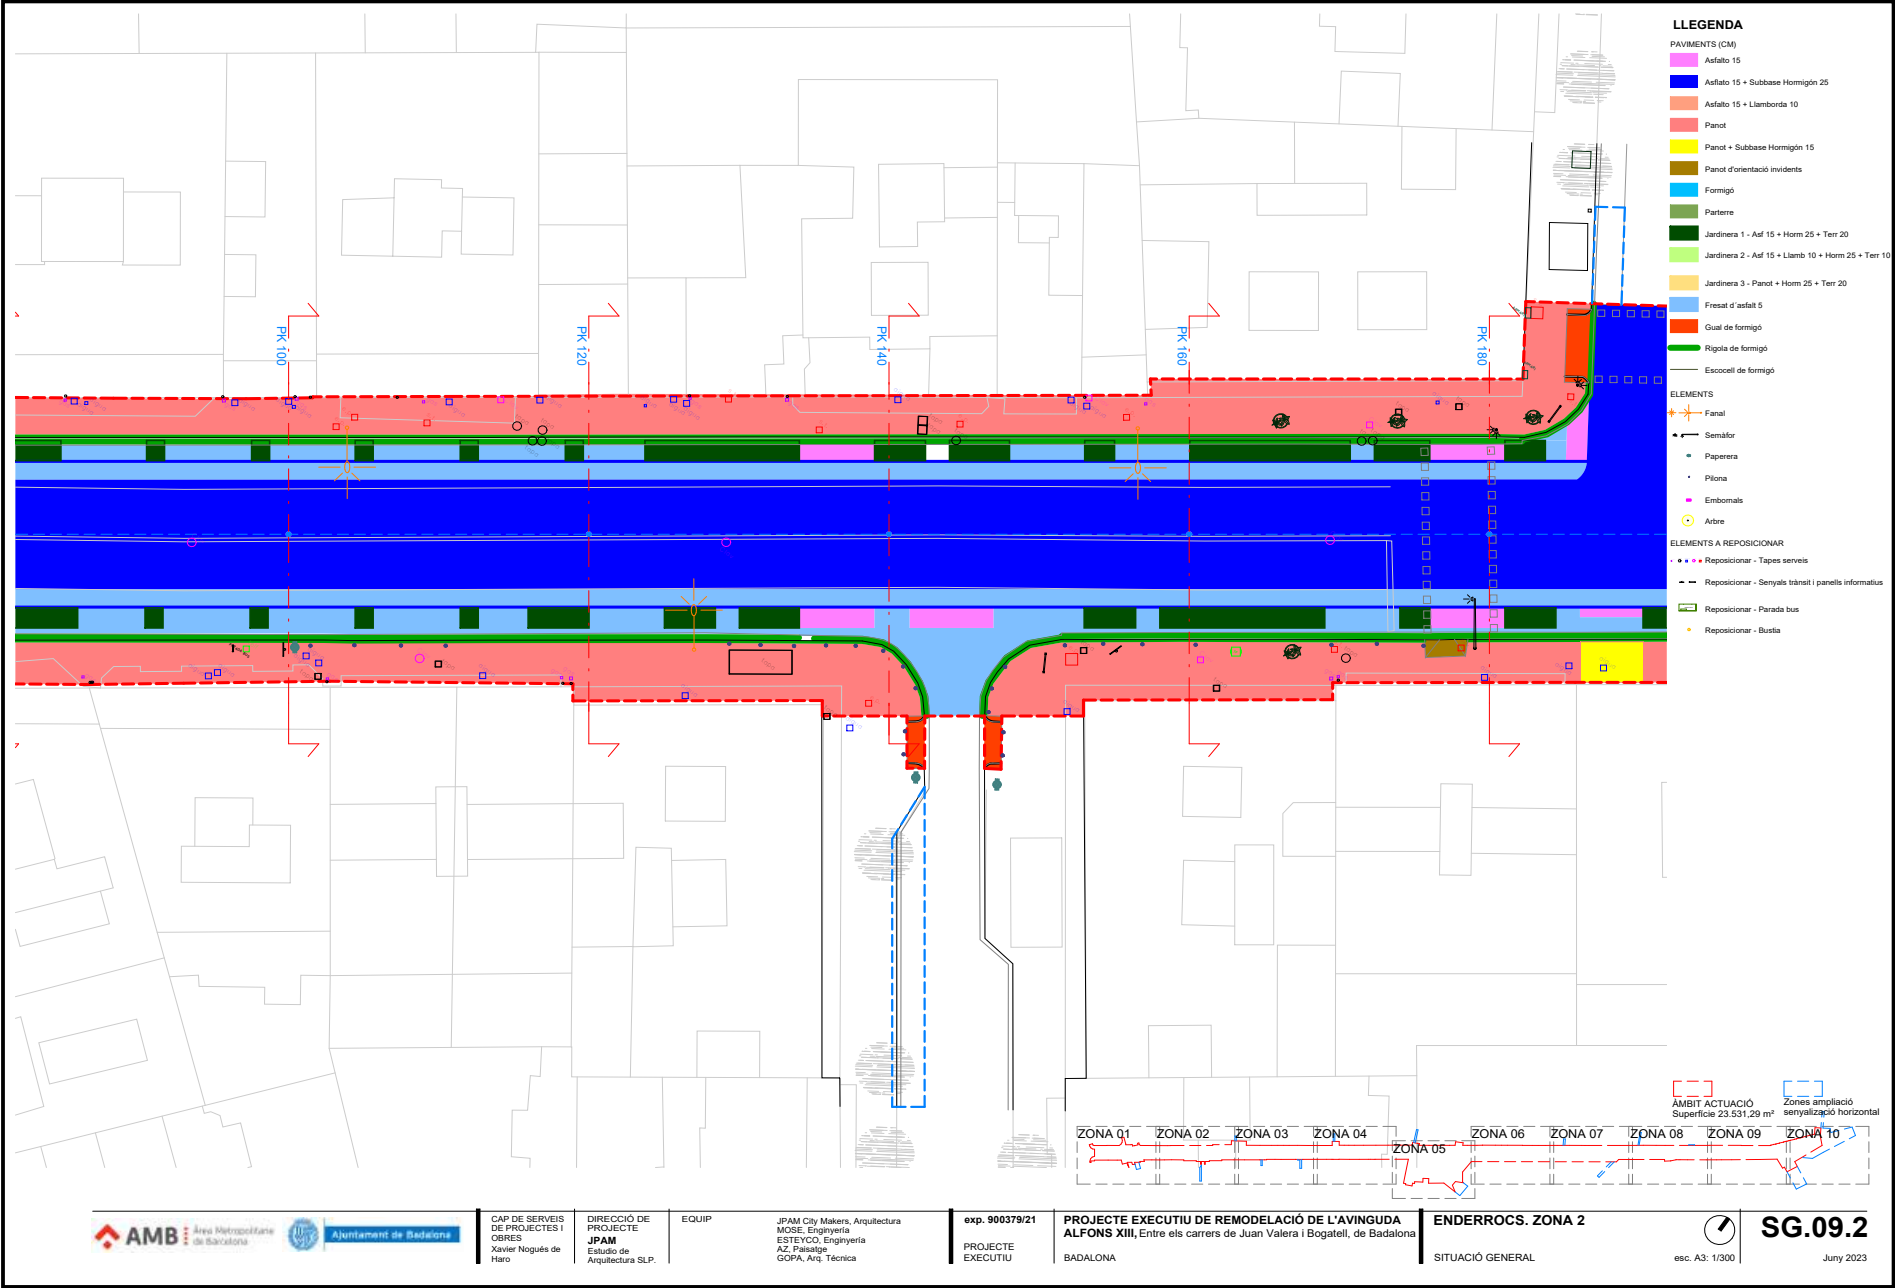 LLEGENDA
PAVIMENTS (CM)
Asfalto 15
Asflato 15 + Subbase Hormigón 25
Asfalto 15 + Llamborda 10
Panot
Panot + Subbase Hormigón 15
Panot d'orientació invidents
Formigó
Parterre
Jardinera 1 - Asf 15 + Horm 25 + Terr 20
Jardinera 2 - Asf 15 + Llamb 10 + Horm 25 + Terr 10
Jardinera 3 - Panot + Horm 25 + Terr 20
Fresat d´asfalt 5
Gual de formigó
Rigola de formigó
Escocell de formigó
ELEMENTS
Fanal
Semàfor
Paperera
Pilona
Embornals
Arbre
ELEMENTS A REPOSICIONAR
Reposicionar - Tapes serveis
Reposicionar - Senyals trànsit i panells informatius
Reposicionar - Parada bus
Reposicionar - Bustia
PK 100
PK 120
PK 140
PK 160
PK 180
ÀMBIT ACTUACIÓ
Superfície 23.531,29 m²
Zones ampliació
senyalizació horizontal
ZONA 01
ZONA 02
ZONA 03
ZONA 04
ZONA 05
ZONA 06
ZONA 07
ZONA 08
ZONA 09
ZONA 10
AMB
Àrea Metropolitana
de Barcelona
Ajuntament de Badalona
CAP DE SERVEIS
DE PROJECTES I
OBRES
Xavier Nogués de
Haro
DIRECCIÓ DE
PROJECTE
JPAM
Estudio de
Arquitectura SLP.
EQUIP
JPAM City Makers, Arquitectura
MOSE, Enginyería
ESTEYCO, Enginyería
AZ, Paisatge
GOPA, Arq. Técnica
exp. 900379/21
PROJECTE
EXECUTIU
PROJECTE EXECUTIU DE REMODELACIÓ DE L'AVINGUDA
ALFONS XIII, Entre els carrers de Juan Valera i Bogatell, de Badalona
BADALONA
ENDERROCS. ZONA 2
SITUACIÓ GENERAL
esc. A3: 1/300
SG.09.2
Juny 2023